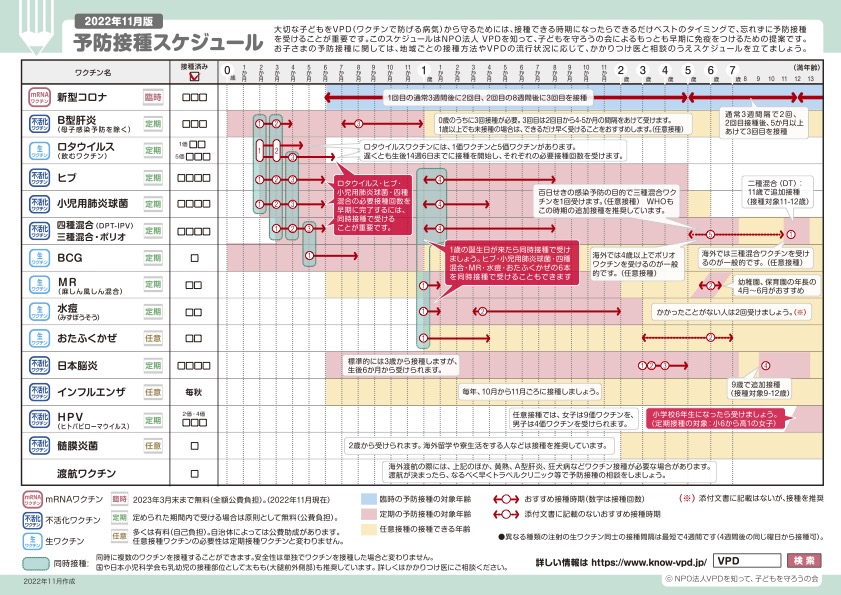 2022年11月版
予防接種スケジュール
大切な子どもをVPD(ワクチンで防げる病気)から守るためには、接種できる時期になったらできるだけベストのタイミングで、忘れずに予防接種
を受けることが重要です。このスケジュールはNPO法人 VPDを知って、子どもを守ろうの会によるもっとも早期に免疫をつけるための提案です。
お子さまの予防接種に関しては、地域ごとの接種方法やVPDの流行状況に応じて、かかりつけ医と相談のうえスケジュールを立てましょう。
ワクチン名
接種済み
0歳 1か月 2か月 3か月 4か月 5か月 6か月 7か月 8か月 9か月 10か月 11か月 1歳
2歳 3歳 4歳 5歳 6歳 7歳 8 9 10 11 12 13
(満年齢)
mRNAワクチン 新型コロナ 臨時 □□□
1回目の通常3週間後に2回目、2回目の8週間後に3回目を接種
通常3週間間隔で2回、
2回目接種後、5か月以上
あけて3回目を接種
不活化ワクチン B型肝炎 定期 □□□
(母子感染予防を除く)
① ② ③
0歳のうちに3回接種が必要。3回目は2回目から4-5か月の間隔をあけて受けます。
1歳以上でも未接種の場合は、できるだけ早く受けることをおすすめします。(任意接種)
生ワクチン ロタウイルス 定期
(飲むワクチン)
1価 □□
5価 □□□
1 2 ③
ロタウイルスワクチンには、1価ワクチンと5価ワクチンがあります。
遅くとも生後14週6日までに接種を開始し、それぞれの必要接種回数を受けます。
不活化ワクチン ヒブ 定期 □□□□
① ② ③ ④
ロタウイルス・ヒブ・
小児用肺炎球菌・四種
混合の必要接種回数を
早期に完了するには、
同時接種で受ける
ことが重要です。
不活化ワクチン 小児用肺炎球菌 定期 □□□□
① ② ③ ④
百日せきの感染予防の目的で三種混合ワクチ
ンを1回受けます。(任意接種) WHOも
この時期の追加接種を推奨しています。
二種混合(DT):
11歳で追加接種
(接種対象11-12歳)
不活化ワクチン 四種混合(DPT-IPV) 定期 □□□□
三種混合・ポリオ
① ② ③ ④ ⑤ ①
1歳の誕生日が来たら同時接種で受け
ましょう。ヒブ・小児用肺炎球菌・四種
混合・MR・水痘・おたふくかぜの6本
を同時接種で受けることもできます
海外では4歳以上でポリオ
ワクチンを受けるのが一般
的です。(任意接種)
海外では三種混合ワクチンを受け
るのが一般的です。(任意接種)
生ワクチン BCG 定期 □
①
生ワクチン MR 定期 □□
(麻しん風しん混合)
① ②
幼稚園、保育園の年長の
4月〜6月がおすすめ
生ワクチン 水痘 定期 □□
(みずぼうそう)
① ②
かかったことがない人は2回受けましょう。(※)
生ワクチン おたふくかぜ 任意 □□
① ②
不活化ワクチン 日本脳炎 定期 □□□□
標準的には3歳から接種しますが、
生後6か月から受けられます。
① ② ③ ④
9歳で追加接種
(接種対象9-12歳)
不活化ワクチン インフルエンザ 任意 毎秋
毎年、10月から11月ごろに接種しましょう。
不活化ワクチン HPV 定期
(ヒトパピローマウイルス)
2価・4価
□□□
任意接種では、女子は9価ワクチンを、
男子は4価ワクチンを受けられます。
小学校6年生になったら受けましょう。
(定期接種の対象:小6から高1の女子)
不活化ワクチン 髄膜炎菌 任意 □
2歳から受けられます。海外留学や寮生活をする人などは接種を推奨しています。
渡航ワクチン □
海外渡航の際には、上記のほか、黄熱、A型肝炎、狂犬病などワクチン接種が必要な場合があります。
渡航が決まったら、なるべく早くトラベルクリニック等で予防接種の相談をしましょう。
mRNAワクチン mRNAワクチン
不活化ワクチン 不活化ワクチン
生ワクチン 生ワクチン
臨時 2023年3月末まで無料(全額公費負担)。(2022年11月現在)
定期 定められた期間内で受ける場合は原則として無料(公費負担)。
任意 多くは有料(自己負担)。自治体によっては公費助成があります。
任意接種ワクチンの必要性は定期接種ワクチンと変わりません。
臨時の予防接種の対象年齢
定期の予防接種の対象年齢
任意接種の接種できる年齢
おすすめ接種時期(数字は接種回数)
添付文書に記載のないおすすめ接種時期
(※) 添付文書に記載はないが、接種を推奨
●異なる種類の注射の生ワクチン同士の接種間隔は最短で4週間です(4週間後の同じ曜日から接種可)。
同時接種:
同時に複数のワクチンを接種することができます。安全性は単独でワクチンを接種した場合と変わりません。
国や日本小児科学会も乳幼児の接種部位として太もも(大腿前外側部)も推奨しています。詳しくはかかりつけ医にご相談ください。
詳しい情報は https://www.know-vpd.jp/ VPD 検索
2022年11月作成
© NPO法人VPDを知って、子どもを守ろうの会